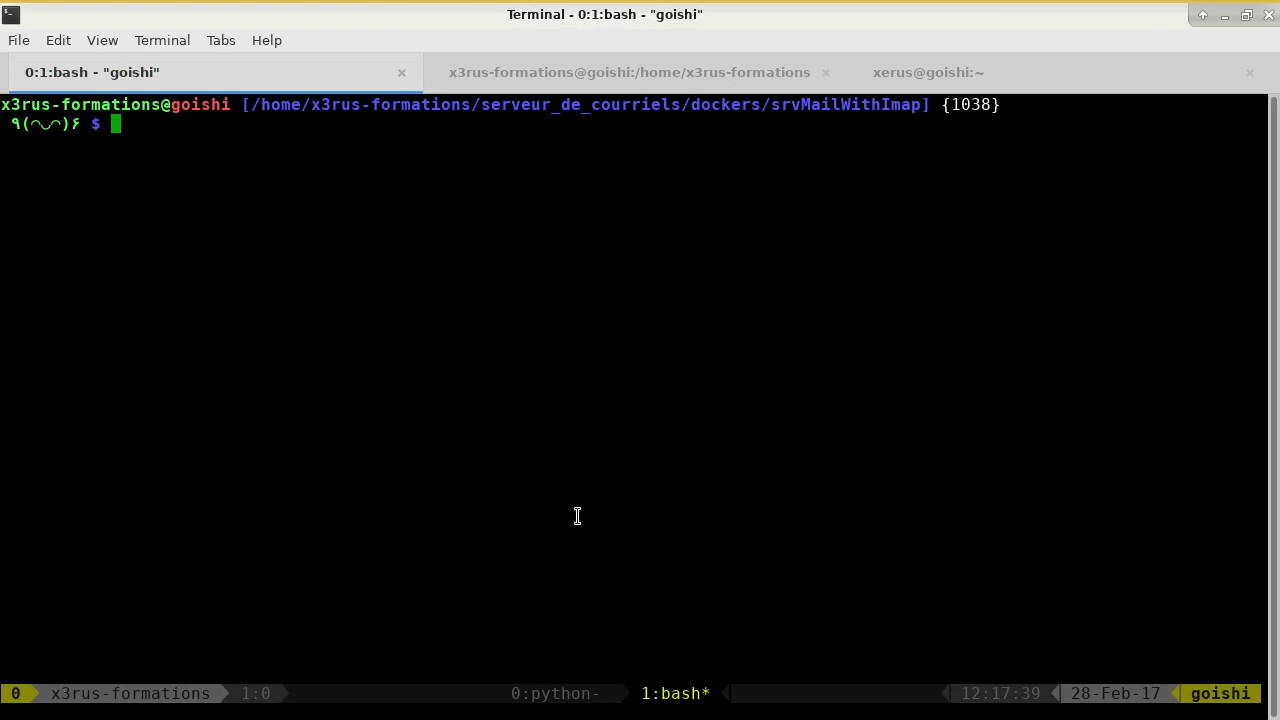 Terminal - 0:1:bash - "goishi"
File Edit View Terminal Tabs Help
0:1:bash - "goishi" x3rus-formations@goishi:/home/x3rus-formations xerus@goishi:~
x3rus-formations@goishi [/home/x3rus-formations/serveur_de_courriels/dockers/srvMailWithImap] {1038}
٩(◠◡◠)۶ $
0 x3rus-formations 1:0 0:python- 1:bash* 12:17:39 28-Feb-17 goishi